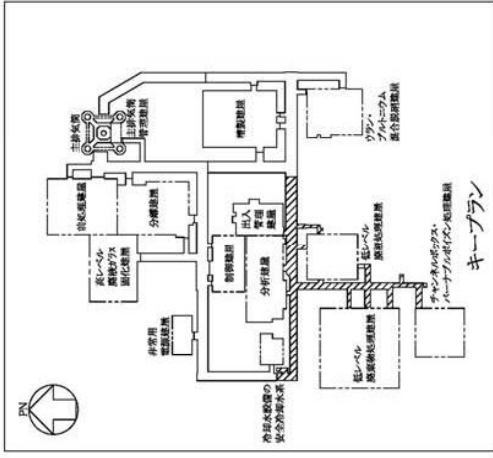 PN
主排気筒
主排気筒
管理建屋
前処理建屋
分離建屋
精製建屋
高レベル
廃液ガラス
固化建屋
ウラン・
プルトニウム
混合脱硝建屋
出入
管理
建屋
制御建屋
分析建屋
非常用
電源建屋
低レベル
廃液処理建屋
冷却水設備の
安全冷却水系
低レベル
廃棄物処理建屋
チャンネルボックス・
バーナブルポイズン処理建屋
キープラン